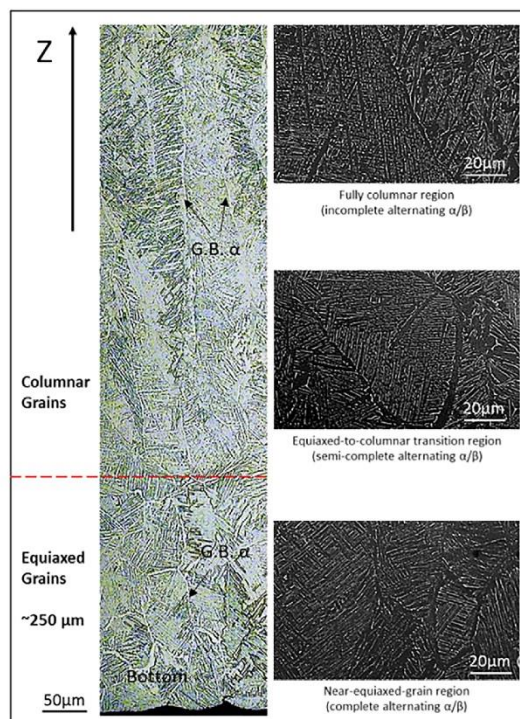 Z
G.B. α
Columnar
Grains
Equiaxed
Grains
~250 µm
G.B. α
Bottom
50µm
20µm
Fully columnar region
(incomplete alternating α/β)
20µm
Equiaxed-to-columnar transition region
(semi-complete alternating α/β)
20µm
Near-equiaxed-grain region
(complete alternating α/β)